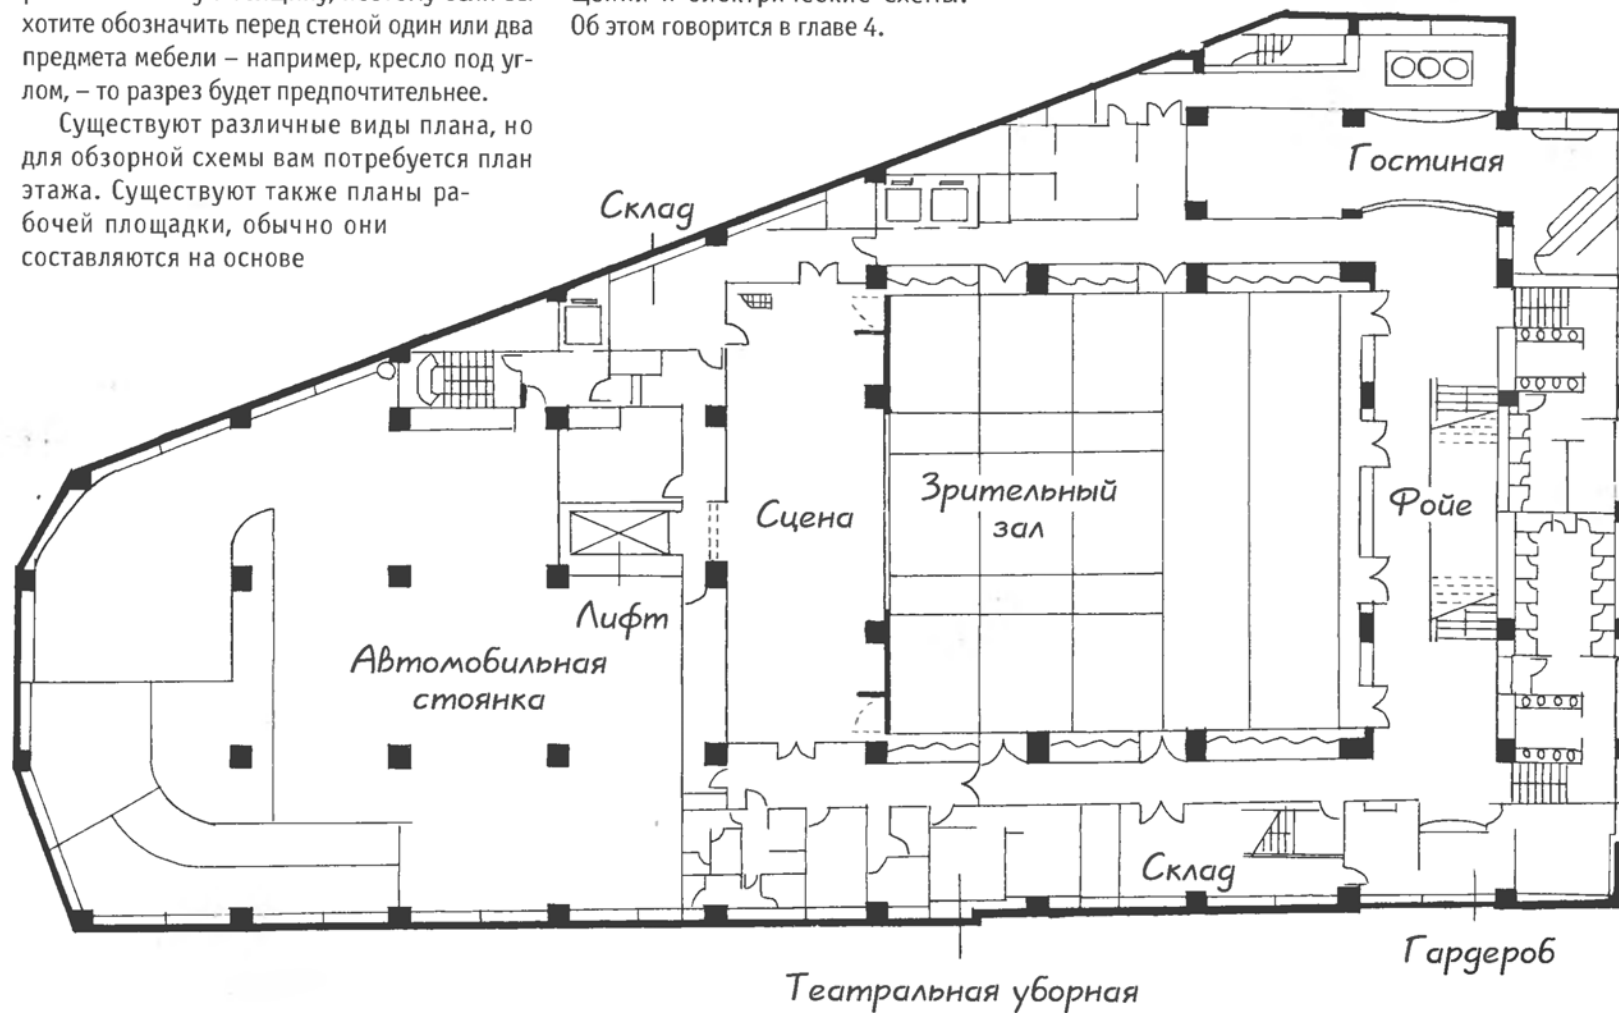 хотите обозначить перед стеной один или два
предмета мебели – например, кресло под уг-
лом, – то разрез будет предпочтительнее.
Существуют различные виды плана, но
для обзорной схемы вам потребуется план
этажа. Существуют также планы ра-
бочей площадки, обычно они
составляются на основе
Об этом говорится в главе 4.
Гостиная
Склад
Зрительный
зал
Сцена
Фойе
Лифт
Автомобильная
стоянка
Склад
Гардероб
Театральная уборная